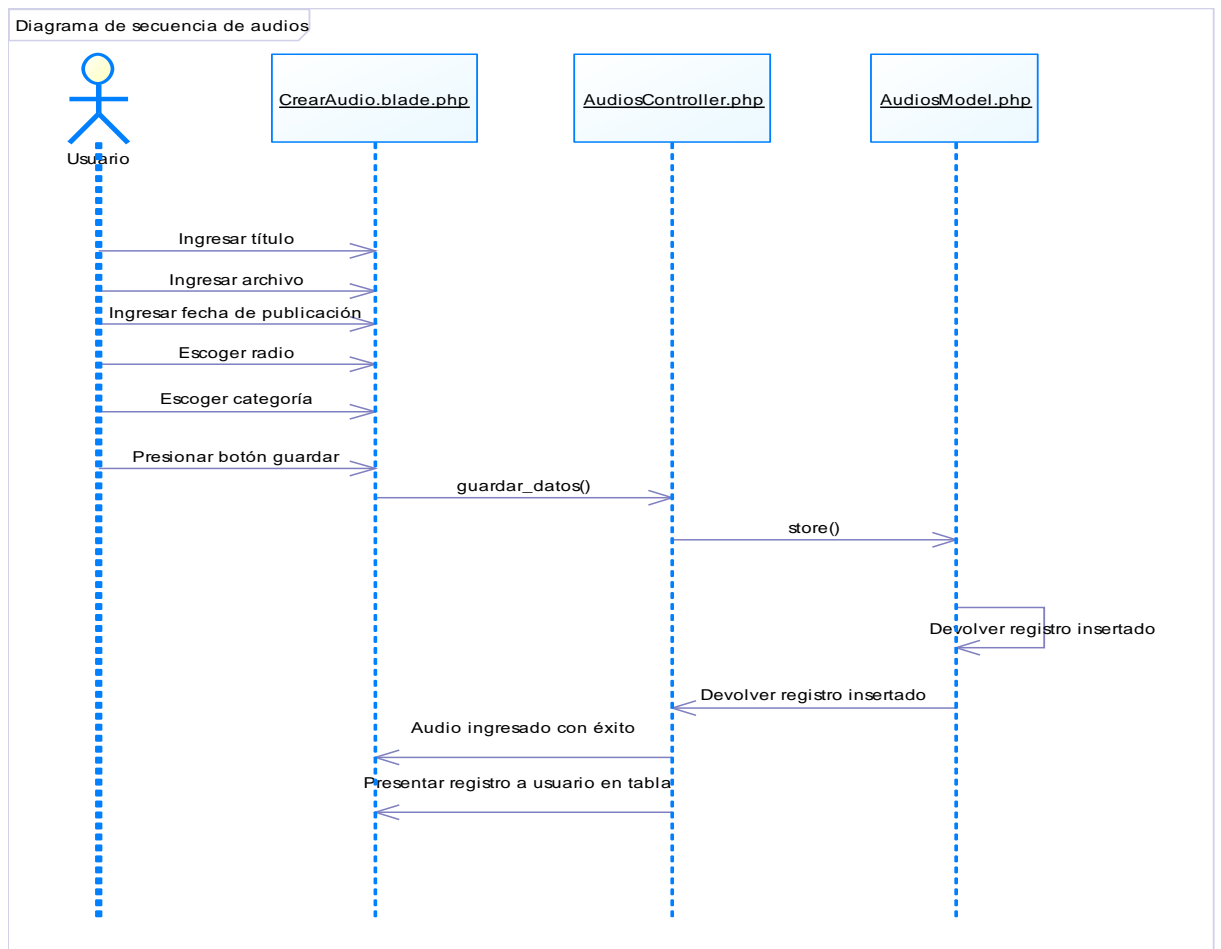 Diagrama de secuencia de audios
CrearAudio.blade.php
AudiosController.php
AudiosModel.php
Usuario
Ingresar título
Ingresar archivo
Ingresar fecha de publicación
Escoger radio
Escoger categoría
Presionar botón guardar
guardar_datos()
store()
Devolver registro insertado
Devolver registro insertado
Audio ingresado con éxito
Presentar registro a usuario en tabla